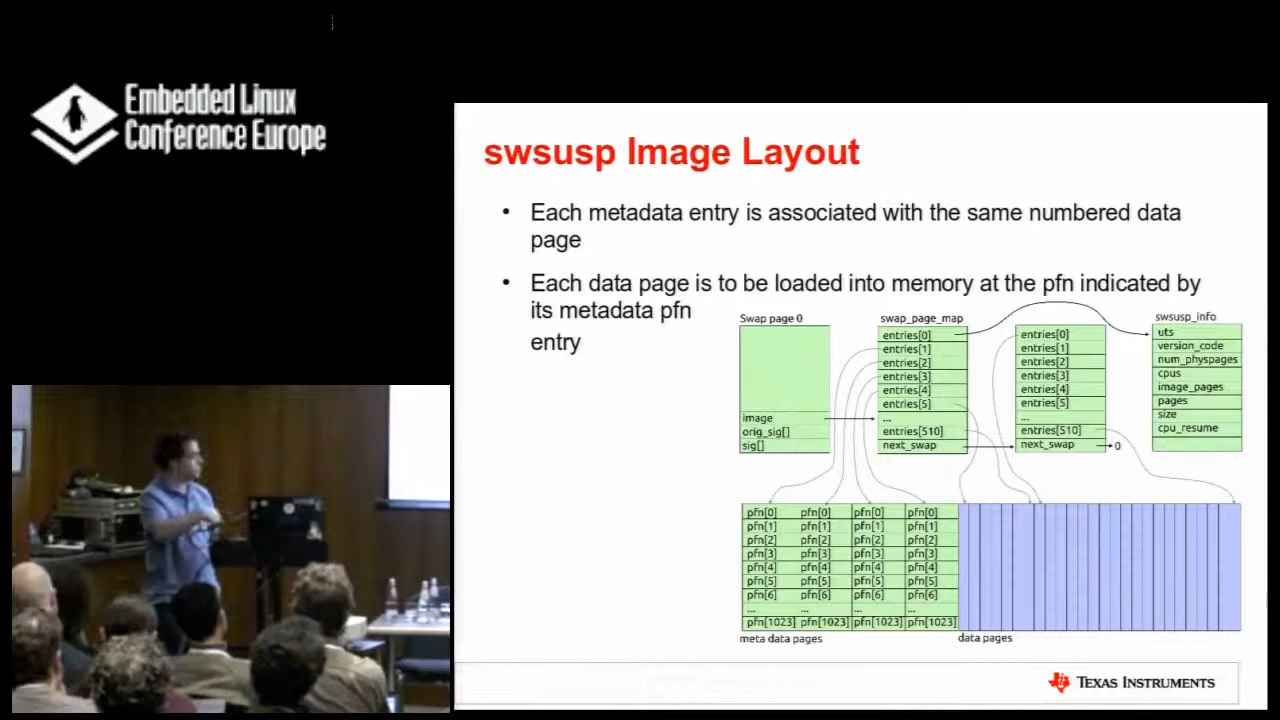 Embedded Linux
Conference Europe
swsusp Image Layout
• Each metadata entry is associated with the same numbered data
page
• Each data page is to be loaded into memory at the pfn indicated by
its metadata pfn
entry
Swap page 0
image
orig_sig[]
sig[]
swap_page_map
entries[0]
entries[1]
entries[2]
entries[3]
entries[4]
entries[5]
...
entries[510]
next_swap
entries[0]
entries[1]
entries[2]
entries[3]
entries[4]
entries[5]
...
entries[510]
next_swap
0
swsusp_info
uts
version_code
num_physpages
cpus
image_pages
pages
size
cpu_resume
pfn[0] pfn[0] pfn[0] pfn[0]
pfn[1] pfn[1] pfn[1] pfn[1]
pfn[2] pfn[2] pfn[2] pfn[2]
pfn[3] pfn[3] pfn[3] pfn[3]
pfn[4] pfn[4] pfn[4] pfn[4]
pfn[5] pfn[5] pfn[5] pfn[5]
pfn[6] pfn[6] pfn[6] pfn[6]
... ... ... ...
pfn[1023] pfn[1023] pfn[1023] pfn[1023]
meta data pages
data pages
TEXAS INSTRUMENTS